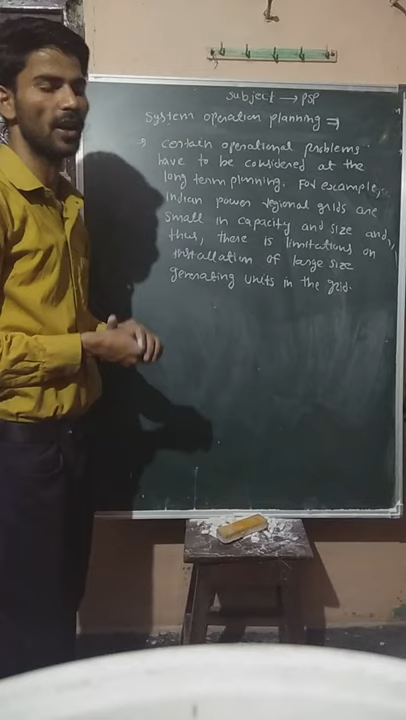 subject → PSP
System operation planning ⇒
→ certain operational problems
have to be considered at the
long term planning. For example,
Indian power regional grids are
small in capacity and size and,
thus, there is limitations on
installation of large size
generating units in the grid.